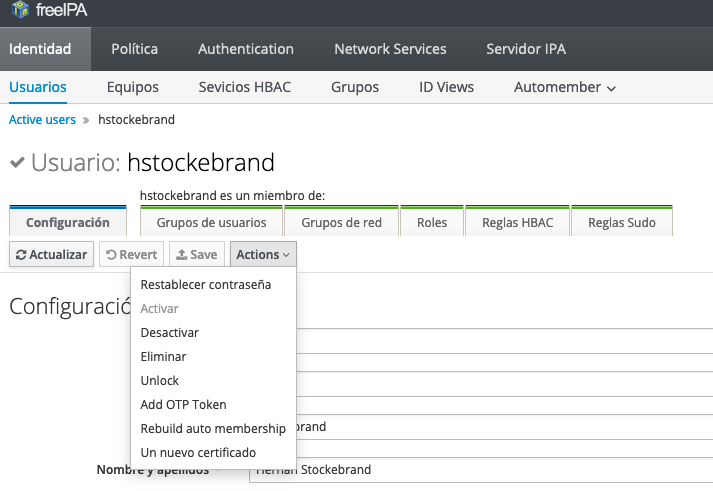 freeIPA
Identidad Política Authentication Network Services Servidor IPA
Usuarios Equipos Sevicios HBAC Grupos ID Views Automember
Active users » hstockebrand
Usuario: hstockebrand
hstockebrand es un miembro de:
Configuración Grupos de usuarios Grupos de red Roles Reglas HBAC Reglas Sudo
Actualizar Revert Save Actions
Restablecer contraseña
Configuració
Activar
Desactivar
Eliminar
Unlock
Add OTP Token
Rebuild auto membership
Un nuevo certificado
Nombre y apellidos Hernán Stockebrand